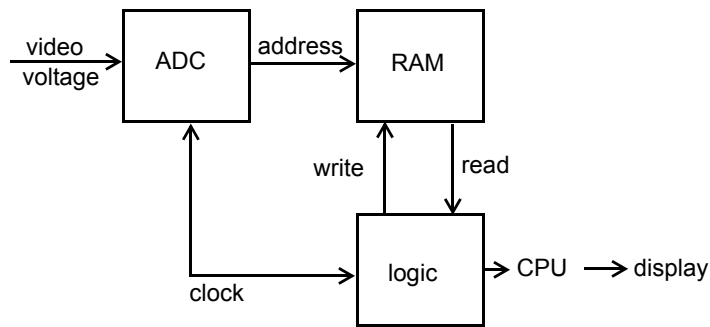 video
voltage
ADC
address
RAM
write
read
clock
logic
CPU
display